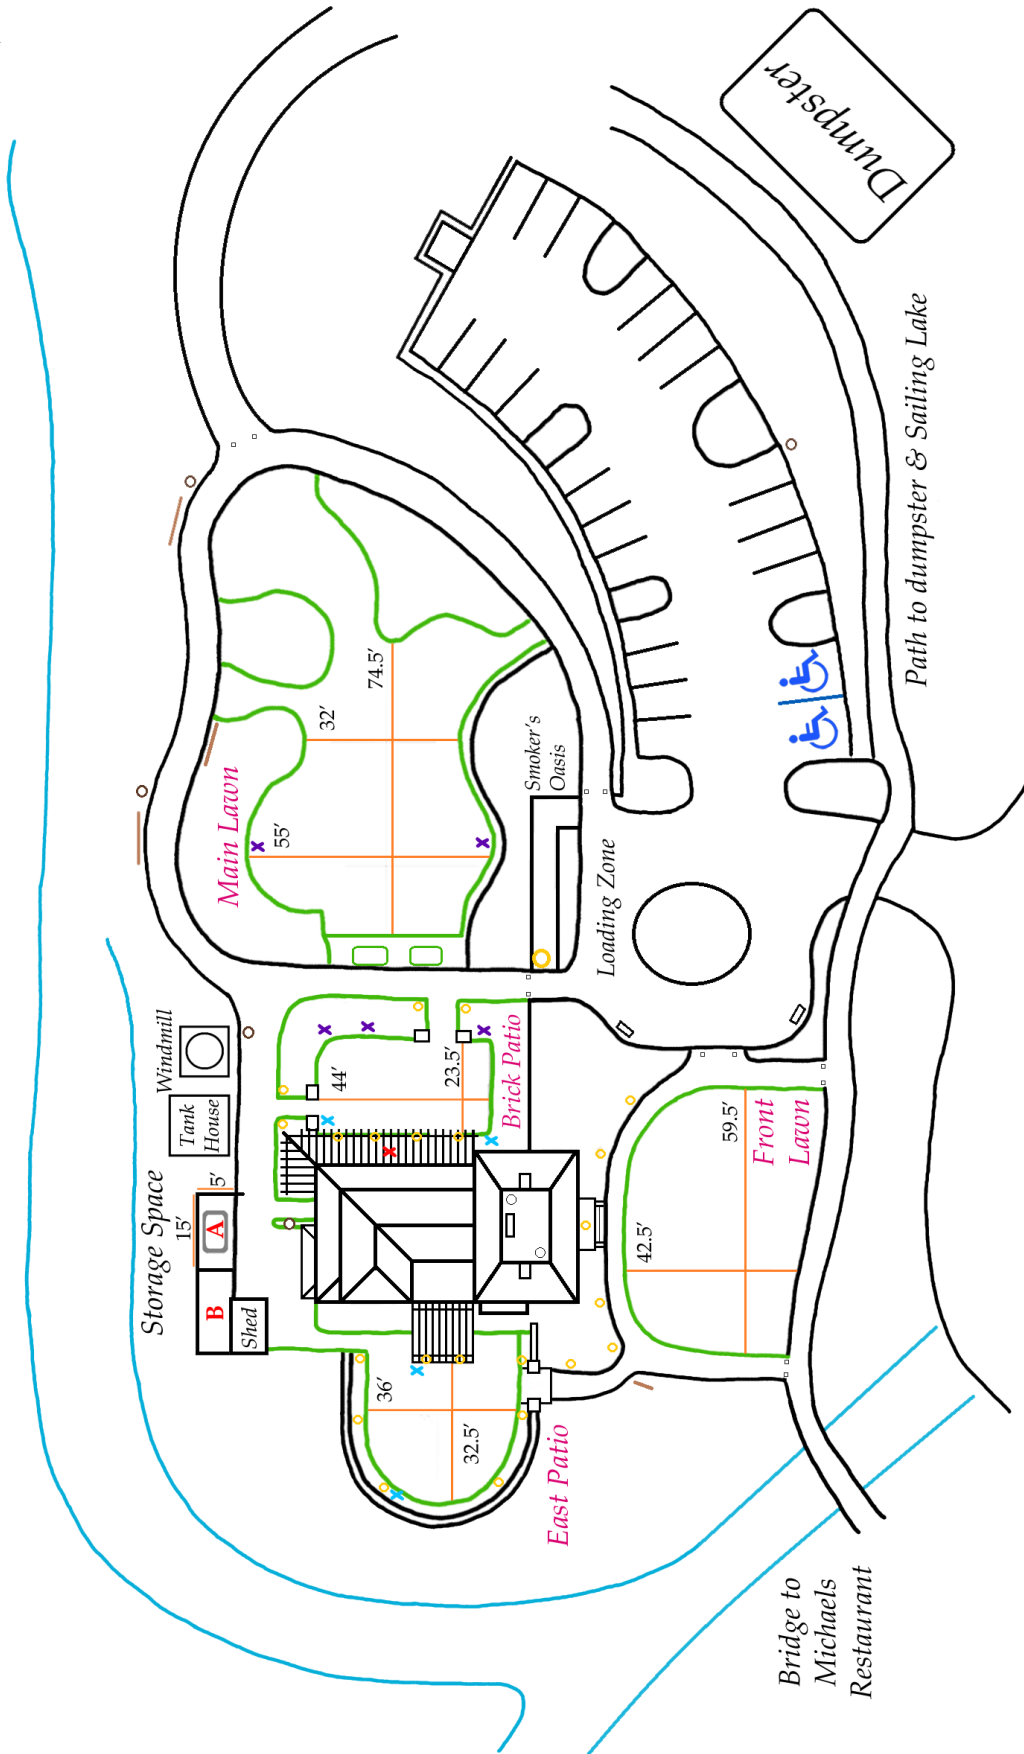 Dumpster
Path to dumpster & Sailing Lake
74.5′
32′
55′
Main Lawn
Smoker's
Oasis
Loading Zone
Windmill
Tank
House
44′
23.5′
Brick Patio
59.5′
Front
Lawn
42.5′
Storage Space
5′
15′
A
B
Shed
36′
32.5′
East Patio
Bridge to
Michaels
Restaurant